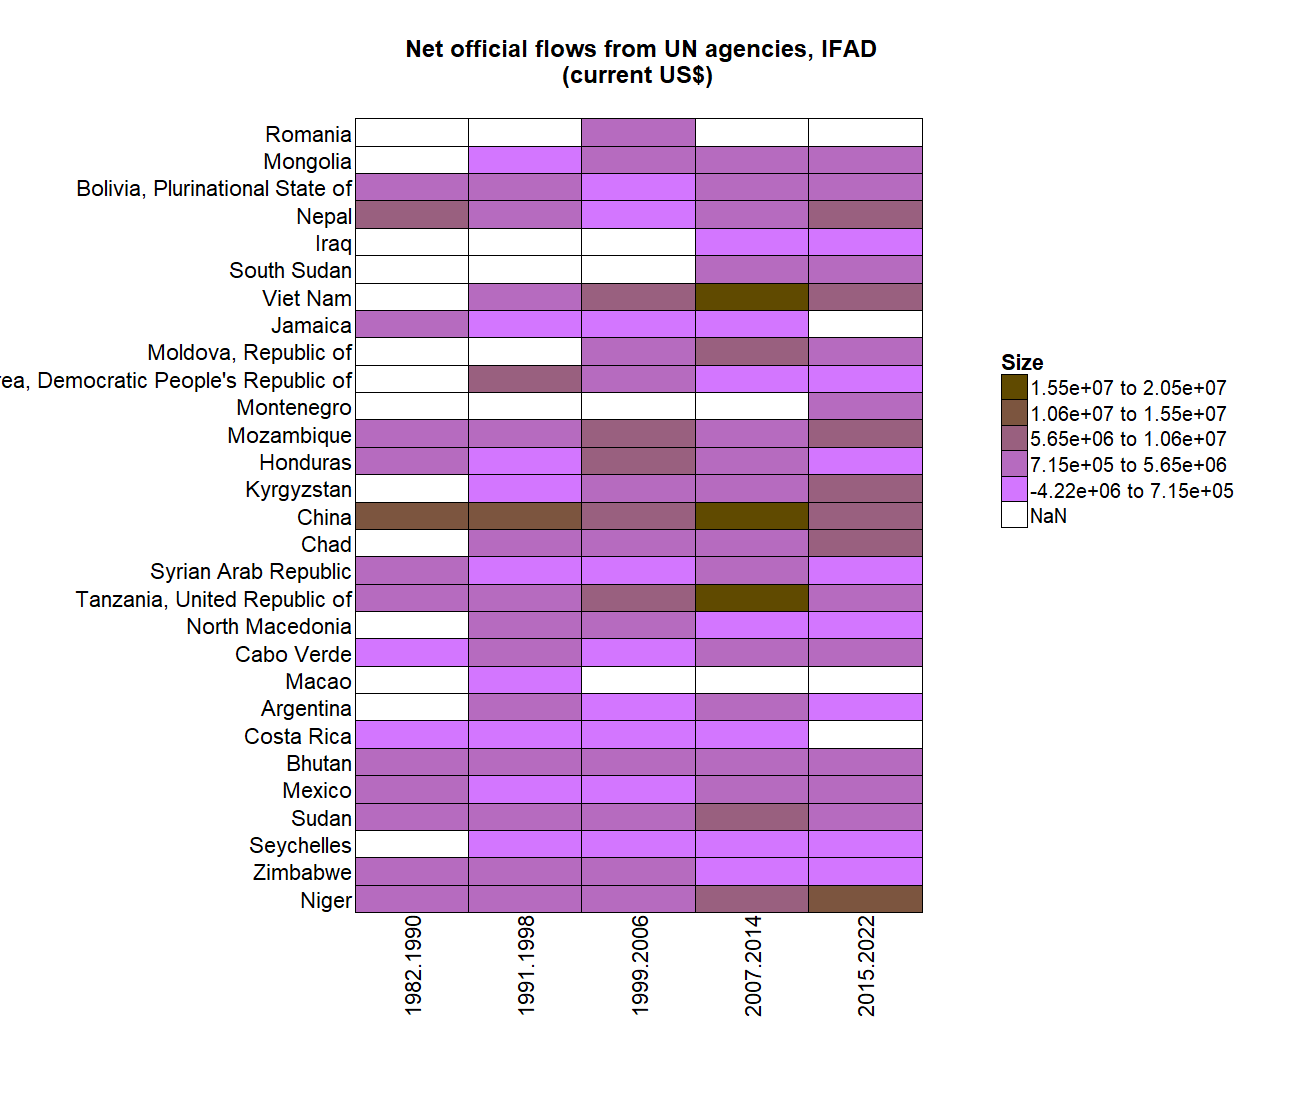 Net official flows from UN agencies, IFAD
(current US$)
Romania
Mongolia
Bolivia, Plurinational State of
Nepal
Iraq
South Sudan
Viet Nam
Jamaica
Moldova, Republic of
rea, Democratic People's Republic of
Montenegro
Mozambique
Honduras
Kyrgyzstan
China
Chad
Syrian Arab Republic
Tanzania, United Republic of
North Macedonia
Cabo Verde
Macao
Argentina
Costa Rica
Bhutan
Mexico
Sudan
Seychelles
Zimbabwe
Niger
1982.1990
1991.1998
1999.2006
2007.2014
2015.2022
Size
1.55e+07 to 2.05e+07
1.06e+07 to 1.55e+07
5.65e+06 to 1.06e+07
7.15e+05 to 5.65e+06
-4.22e+06 to 7.15e+05
NaN